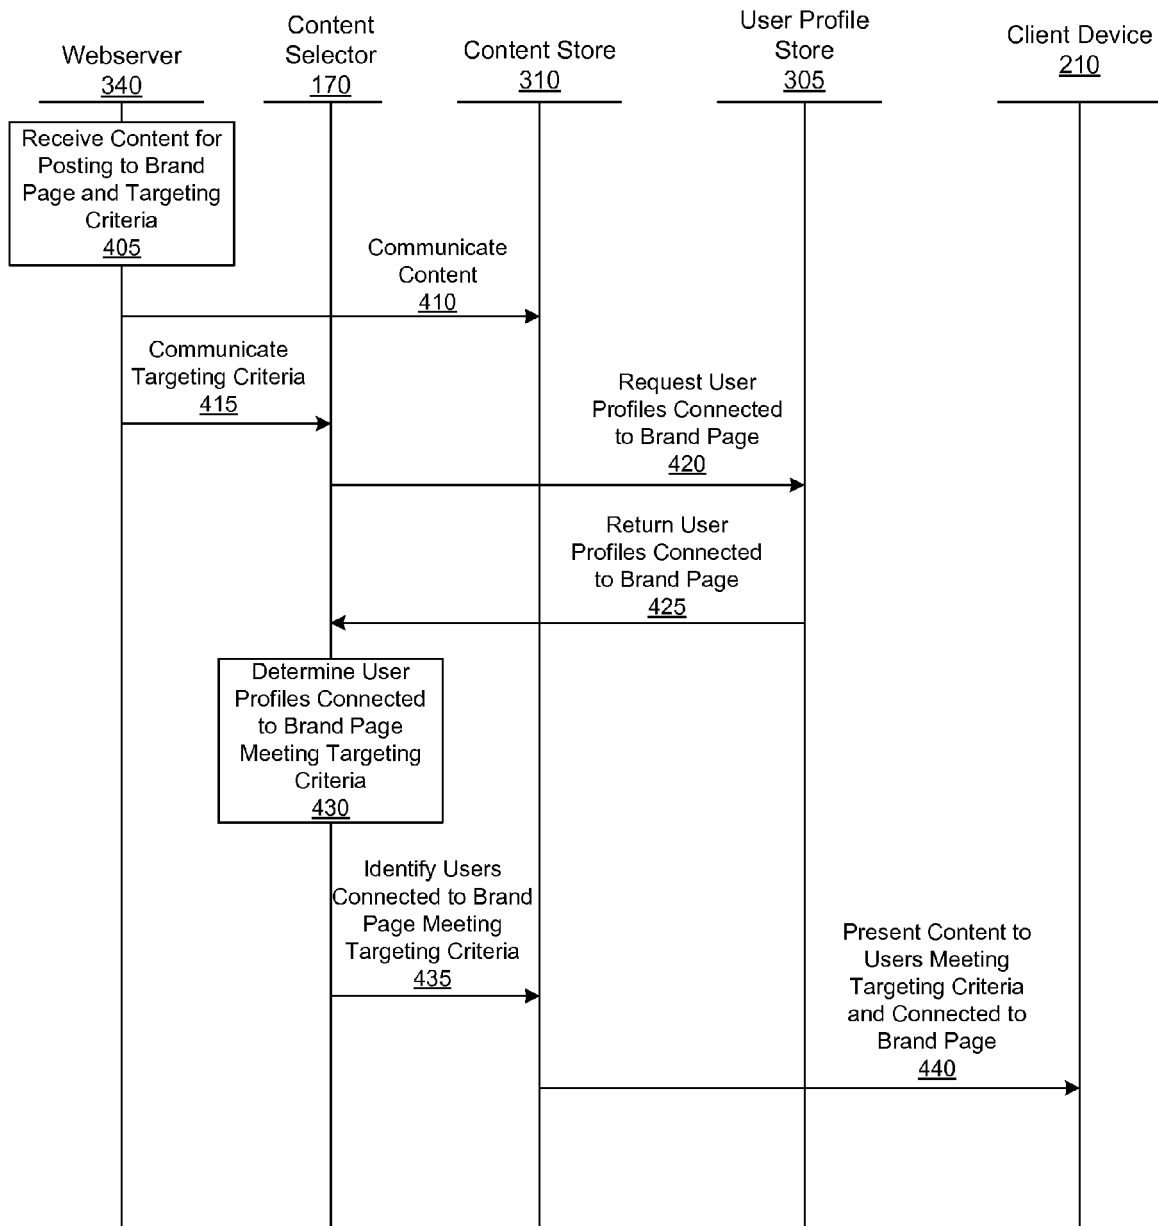 Webserver
340
Content
Selector
170
Content Store
310
User Profile
Store
305
Client Device
210
Receive Content for
Posting to Brand
Page and Targeting
Criteria
405
Communicate
Content
410
Communicate
Targeting Criteria
415
Request User
Profiles Connected
to Brand Page
420
Return User
Profiles Connected
to Brand Page
425
Determine User
Profiles Connected
to Brand Page
Meeting Targeting
Criteria
430
Identify Users
Connected to Brand
Page Meeting
Targeting Criteria
435
Present Content to
Users Meeting
Targeting Criteria
and Connected to
Brand Page
440